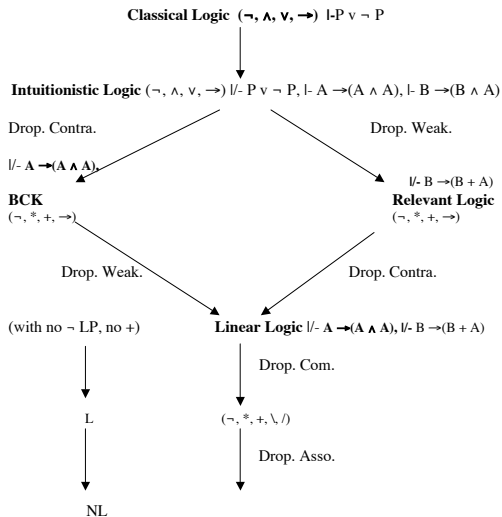 Classical Logic (¬, ∧, ∨, →) |-P v ¬ P
Intuitionistic Logic (¬, ∧, ∨, →) |/- P v ¬ P, |- A →(A ∧ A), |- B →(B ∧ A)
Drop. Contra.
Drop. Weak.
|/- A →(A ∧ A),
|/- B →(B + A)
BCK
Relevant Logic
(¬, *, +, →)
(¬, *, +, →)
Drop. Weak.
Drop. Contra.
(with no ¬ LP, no +)
Linear Logic |/- A →(A ∧ A), |/- B →(B + A)
Drop. Com.
L
(¬, *, +, \, /)
Drop. Asso.
NL